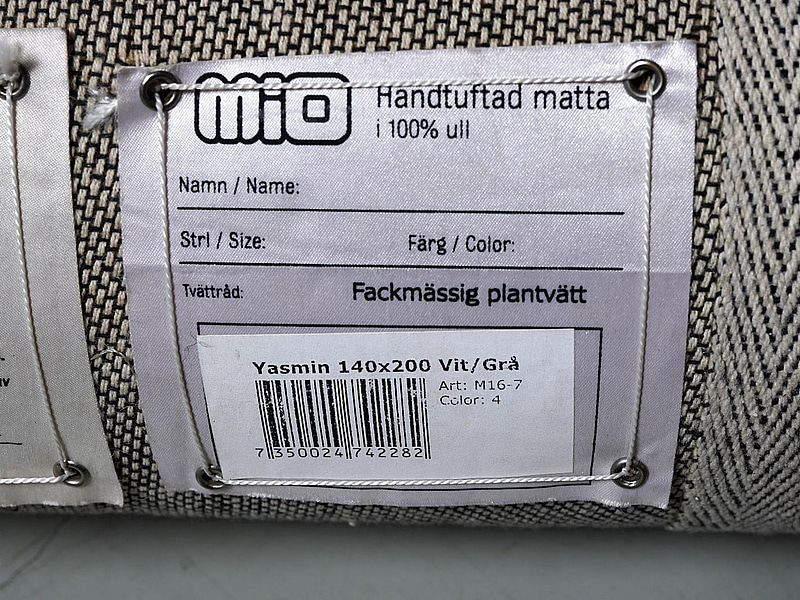 mio
Handtuftad matta
i 100% ull
Namn / Name:
Strl / Size: Färg / Color:
Tvättråd: Fackmässig plantvätt
Yasmin 140x200 Vit/Grå
Art: M16-7
Color: 4
7 350024 742282